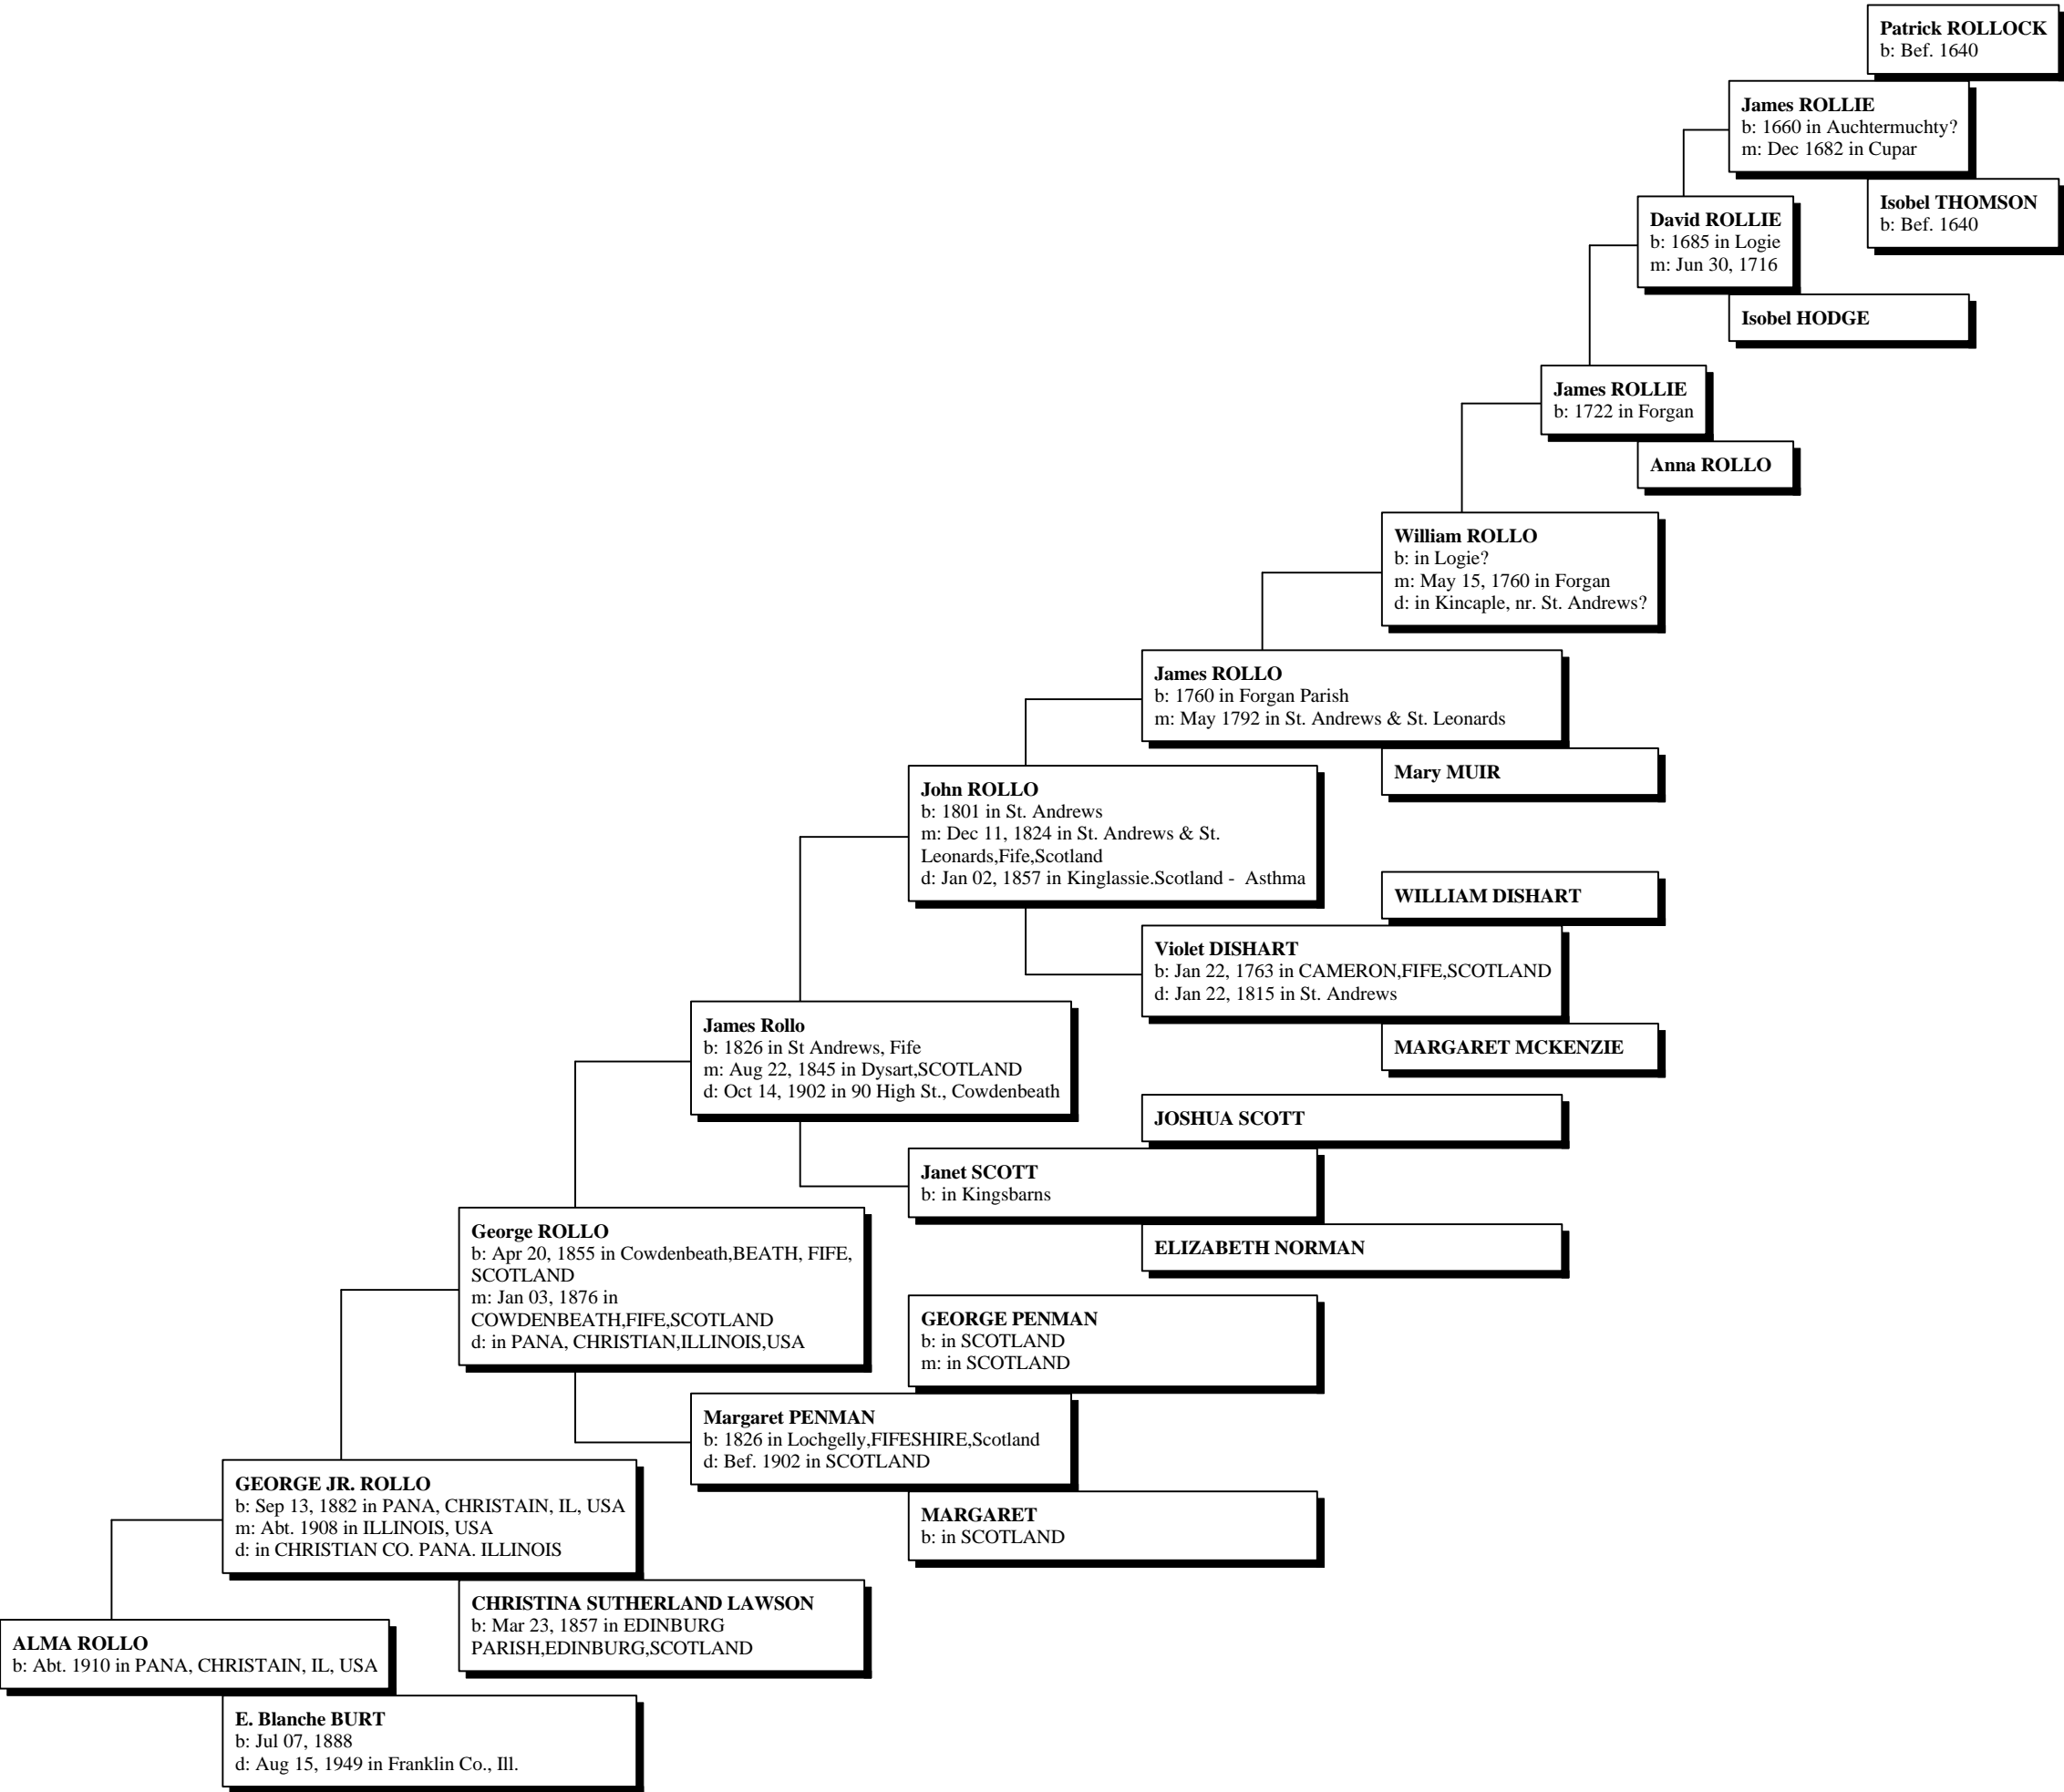 Patrick ROLLOCK
b: Bef. 1640
James ROLLIE
b: 1660 in Auchtermuchty?
m: Dec 1682 in Cupar
Isobel THOMSON
b: Bef. 1640
David ROLLIE
b: 1685 in Logie
m: Jun 30, 1716
Isobel HODGE
James ROLLIE
b: 1722 in Forgan
Anna ROLLO
William ROLLO
b: in Logie?
m: May 15, 1760 in Forgan
d: in Kincaple, nr. St. Andrews?
James ROLLO
b: 1760 in Forgan Parish
m: May 1792 in St. Andrews & St. Leonards
Mary MUIR
John ROLLO
b: 1801 in St. Andrews
m: Dec 11, 1824 in St. Andrews & St.
Leonards,Fife,Scotland
d: Jan 02, 1857 in Kinglassie.Scotland - Asthma
WILLIAM DISHART
Violet DISHART
b: Jan 22, 1763 in CAMERON,FIFE,SCOTLAND
d: Jan 22, 1815 in St. Andrews
MARGARET MCKENZIE
James Rollo
b: 1826 in St Andrews, Fife
m: Aug 22, 1845 in Dysart,SCOTLAND
d: Oct 14, 1902 in 90 High St., Cowdenbeath
JOSHUA SCOTT
Janet SCOTT
b: in Kingsbarns
ELIZABETH NORMAN
George ROLLO
b: Apr 20, 1855 in Cowdenbeath,BEATH, FIFE,
SCOTLAND
m: Jan 03, 1876 in
COWDENBEATH,FIFE,SCOTLAND
d: in PANA, CHRISTIAN,ILLINOIS,USA
GEORGE PENMAN
b: in SCOTLAND
m: in SCOTLAND
Margaret PENMAN
b: 1826 in Lochgelly,FIFESHIRE,Scotland
d: Bef. 1902 in SCOTLAND
MARGARET
b: in SCOTLAND
GEORGE JR. ROLLO
b: Sep 13, 1882 in PANA, CHRISTAIN, IL, USA
m: Abt. 1908 in ILLINOIS, USA
d: in CHRISTIAN CO. PANA. ILLINOIS
CHRISTINA SUTHERLAND LAWSON
b: Mar 23, 1857 in EDINBURG
PARISH,EDINBURG,SCOTLAND
ALMA ROLLO
b: Abt. 1910 in PANA, CHRISTAIN, IL, USA
E. Blanche BURT
b: Jul 07, 1888
d: Aug 15, 1949 in Franklin Co., Ill.